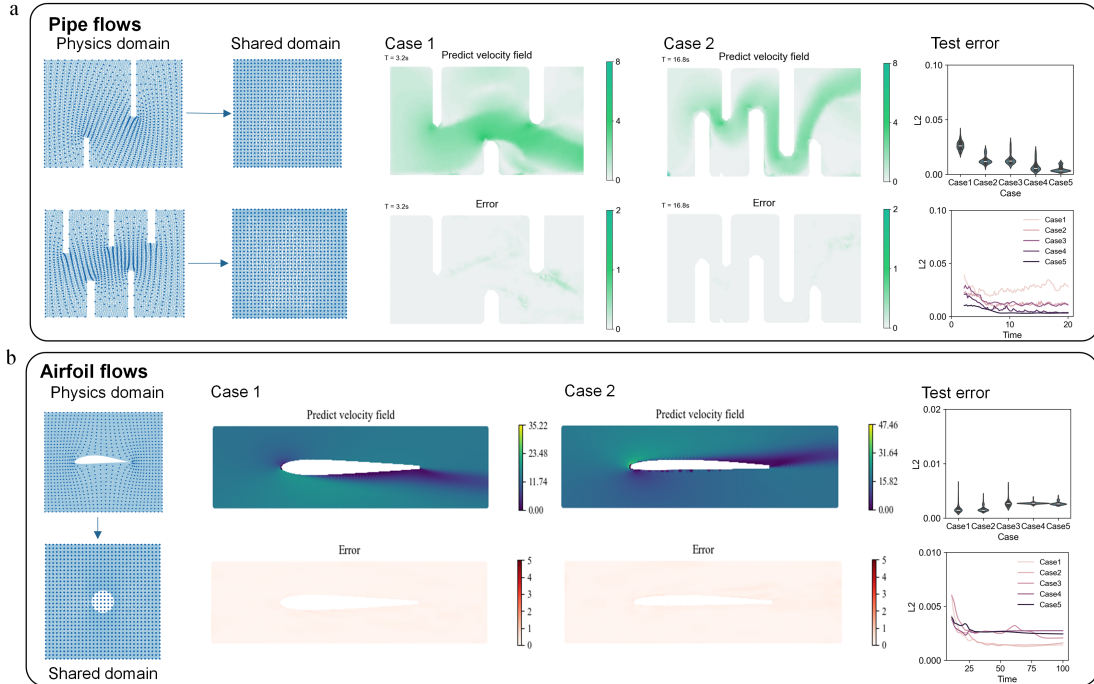 a
Pipe flows
Physics domain
Shared domain
Case 1
Predict velocity field
T = 3.2s
8
4
0
Case 2
Predict velocity field
T = 16.8s
8
4
0
Test error
0.10
0.05
0.00
L2
Case1 Case2 Case3 Case4 Case5
Case
Error
T = 3.2s
2
1
0
Error
T = 16.8s
2
1
0
0.10
0.05
0.00
L2
Case1
Case2
Case3
Case4
Case5
0 10 20
Time
b
Airfoil flows
Physics domain
Shared domain
Case 1
Predict velocity field
35.22
23.48
11.74
0.00
Case 2
Predict velocity field
47.46
31.64
15.82
0.00
Test error
0.02
0.01
0.00
L2
Case1 Case2 Case3 Case4 Case5
Case
Error
5
4
3
2
1
0
Error
5
4
3
2
1
0
0.010
0.005
0.000
L2
Case1
Case2
Case3
Case4
Case5
25 50 75 100
Time